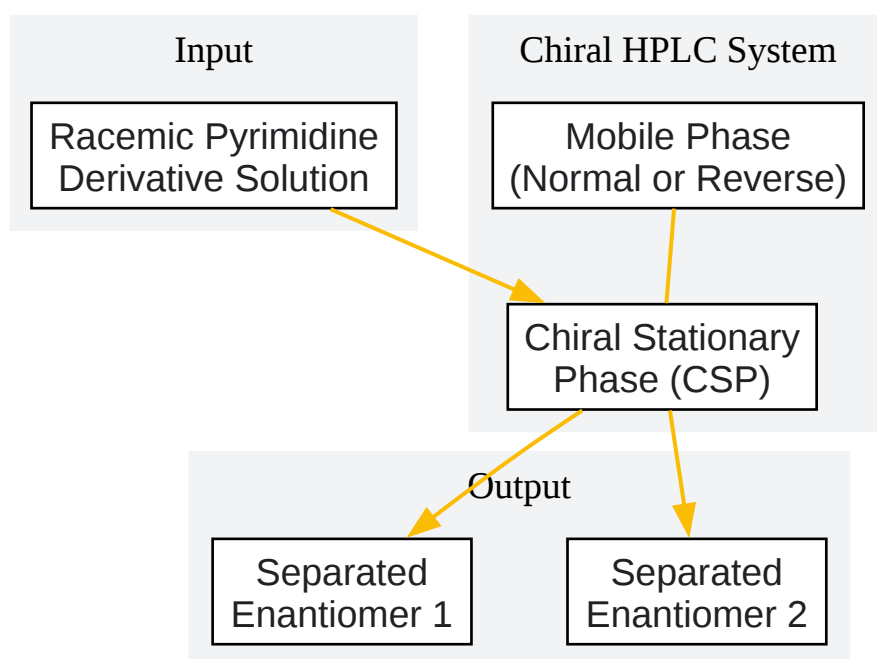 Input
Racemic Pyrimidine
Derivative Solution
Chiral HPLC System
Mobile Phase
(Normal or Reverse)
Chiral Stationary
Phase (CSP)
Output
Separated
Enantiomer 1
Separated
Enantiomer 2